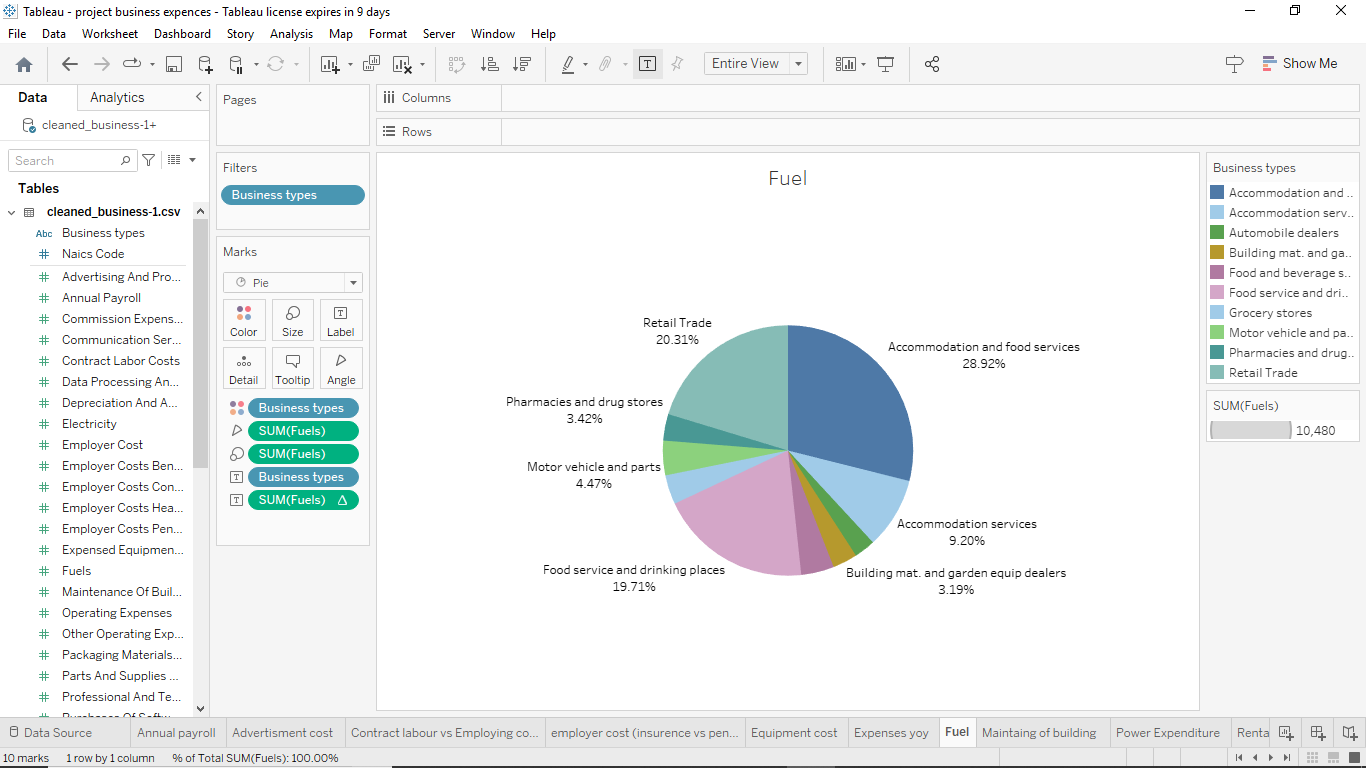 Tableau - project business expences - Tableau license expires in 9 days
File Data Worksheet Dashboard Story Analysis Map Format Server Window Help
Entire View
Show Me
Data Analytics
cleaned_business-1+
Search
Tables
cleaned_business-1.csv
Abc Business types
# Naics Code
# Advertising And Pro...
# Annual Payroll
# Commission Expens...
# Communication Ser...
# Contract Labor Costs
# Data Processing An...
# Depreciation And A...
# Electricity
# Employer Cost
# Employer Costs Ben...
# Employer Costs Con...
# Employer Costs Hea...
# Employer Costs Pen...
# Expensed Equipmen...
# Fuels
# Maintenance Of Buil...
# Operating Expenses
# Other Operating Exp...
# Packaging Materials...
# Parts And Supplies ...
# Professional And Te...
Pages
Filters
Business types
Marks
Pie
Color Size Label
Detail Tooltip Angle
Business types
SUM(Fuels)
SUM(Fuels)
Business types
SUM(Fuels) Δ
Columns
Rows
Fuel
Retail Trade
20.31%
Accommodation and food services
28.92%
Pharmacies and drug stores
3.42%
Motor vehicle and parts
4.47%
Accommodation services
9.20%
Food service and drinking places
19.71%
Building mat. and garden equip dealers
3.19%
Business types
Accommodation and ..
Accommodation serv..
Automobile dealers
Building mat. and ga..
Food and beverage s..
Food service and dri..
Grocery stores
Motor vehicle and pa..
Pharmacies and drug..
Retail Trade
SUM(Fuels)
10,480
Data Source Annual payroll Advertisment cost Contract labour vs Employing co... employer cost (insurence vs pen... Equipment cost Expenses yoy Fuel Maintaing of building Power Expenditure Renta
10 marks 1 row by 1 column % of Total SUM(Fuels): 100.00%